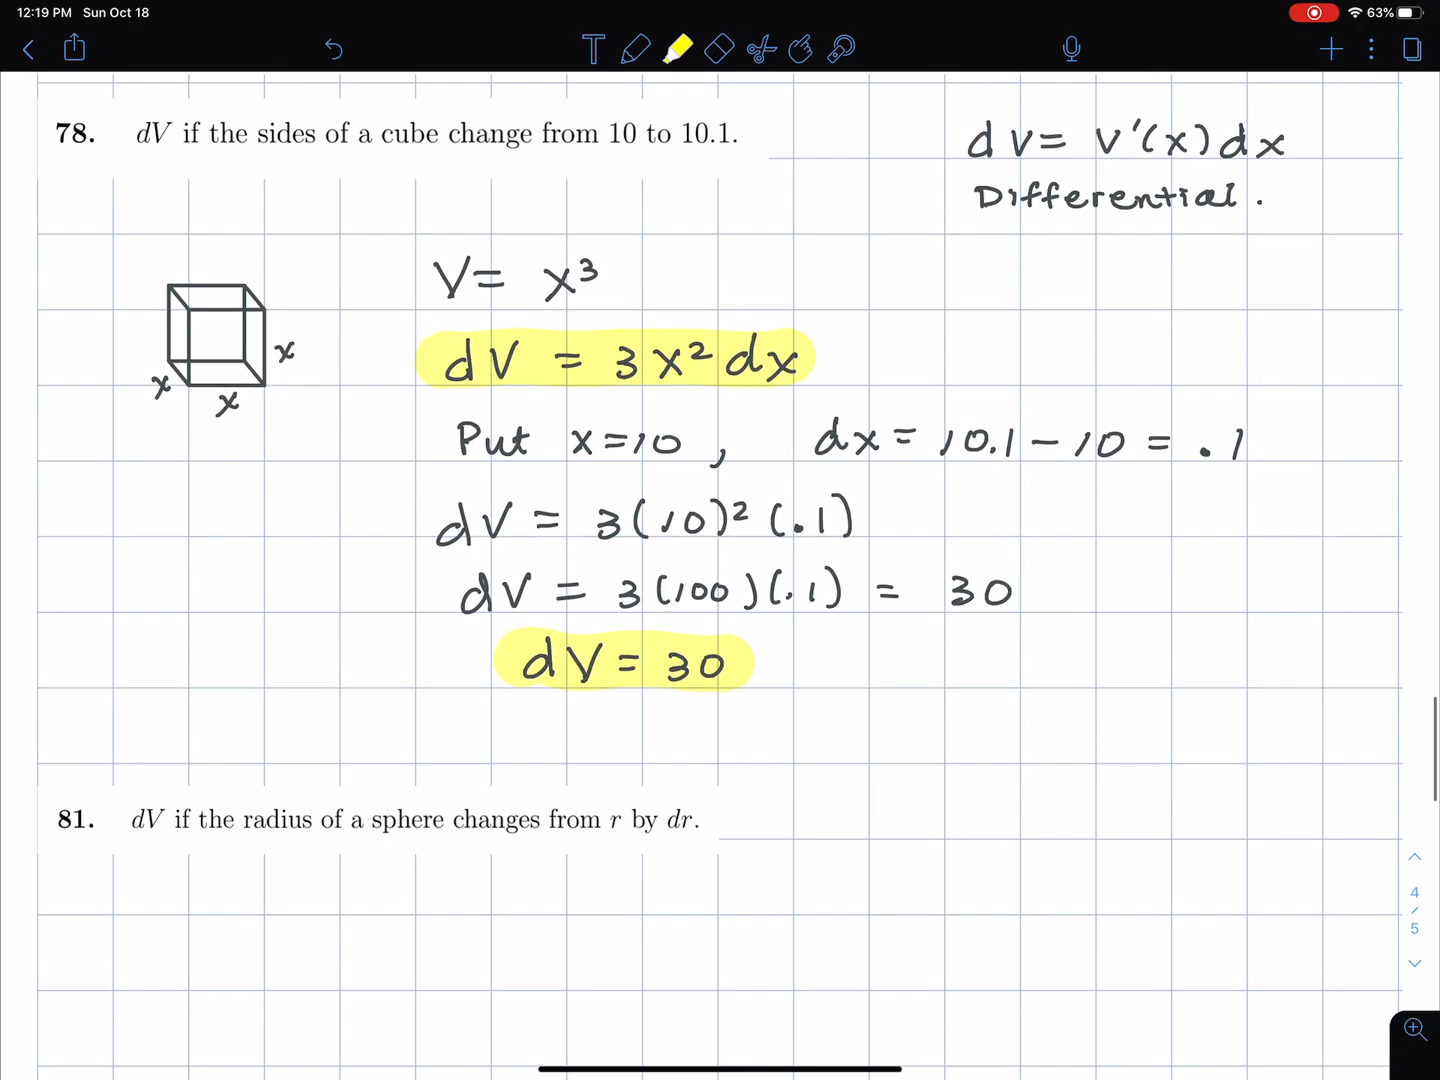 12:19 PM Sun Oct 18
63%
78. dV if the sides of a cube change from 10 to 10.1.
dV = V'(x) dx
Differential.
V = x³
x
x
x
dV = 3x² dx
Put x=10, dx = 10.1 - 10 = .1
dV = 3(10)² (.1)
dV = 3(100)(.1) = 30
dV = 30
81. dV if the radius of a sphere changes from r by dr.
4
/
5